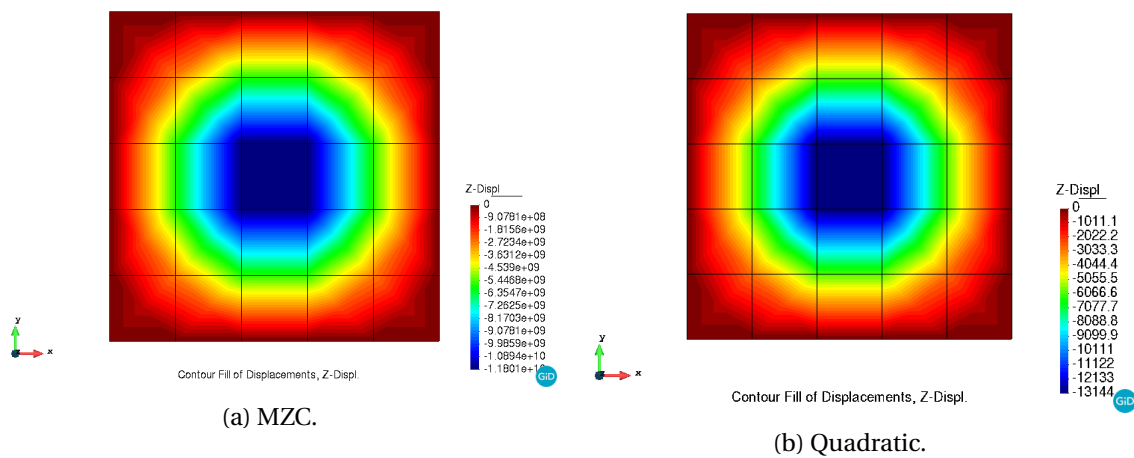 Z-Displ
0
-9.0781e+08
-1.8156e+09
-2.7234e+09
-3.6312e+09
-4.539e+09
-5.4468e+09
-6.3547e+09
-7.2625e+09
-8.1703e+09
-9.0781e+09
-9.9859e+09
-1.0894e+10
-1.1801e+10
GiD
y
x
Contour Fill of Displacements, Z-Displ.
(a) MZC.
Z-Displ
0
-1011.1
-2022.2
-3033.3
-4044.4
-5055.5
-6066.6
-7077.7
-8088.8
-9099.9
-10111
-11122
-12133
-13144
GiD
y
x
Contour Fill of Displacements, Z-Displ.
(b) Quadratic.